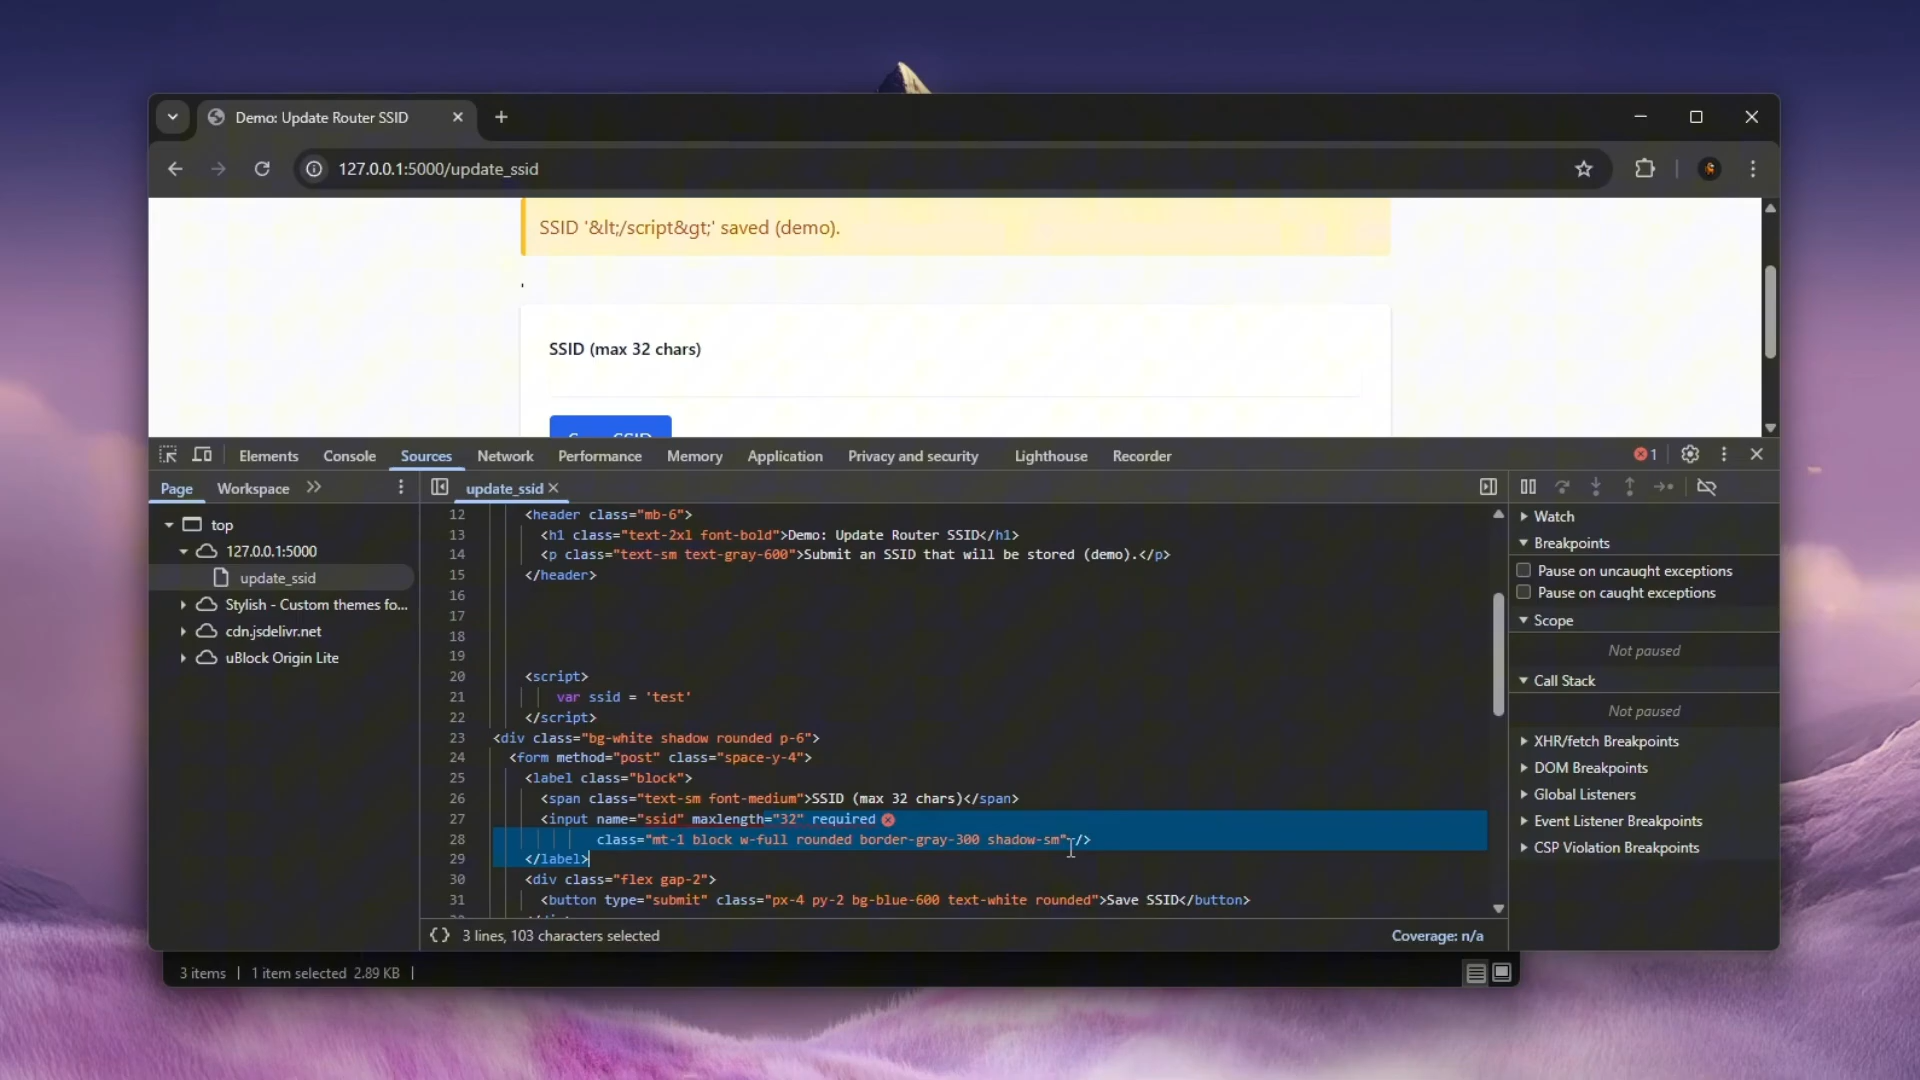 Demo: Update Router SSID
127.0.0.1:5000/update_ssid
SSID '&lt;/script&gt;' saved (demo).
'
SSID (max 32 chars)
Elements Console Sources Network Performance Memory Application Privacy and security Lighthouse Recorder 1
Page Workspace update_ssid
top
127.0.0.1:5000
update_ssid
Stylish - Custom themes fo...
cdn.jsdelivr.net
uBlock Origin Lite
12 <header class="mb-6">
13 <h1 class="text-2xl font-bold">Demo: Update Router SSID</h1>
14 <p class="text-sm text-gray-600">Submit an SSID that will be stored (demo).</p>
15 </header>
16
17
18
19
20 <script>
21 var ssid = 'test'
22 </script>
23 <div class="bg-white shadow rounded p-6">
24 <form method="post" class="space-y-4">
25 <label class="block">
26 <span class="text-sm font-medium">SSID (max 32 chars)</span>
27 <input name="ssid" maxlength="32" required
28 class="mt-1 block w-full rounded border-gray-300 shadow-sm" />
29 </label>
30 <div class="flex gap-2">
31 <button type="submit" class="px-4 py-2 bg-blue-600 text-white rounded">Save SSID</button>
{} 3 lines, 103 characters selected
Coverage: n/a
Watch
Breakpoints
Pause on uncaught exceptions
Pause on caught exceptions
Scope
Not paused
Call Stack
Not paused
XHR/fetch Breakpoints
DOM Breakpoints
Global Listeners
Event Listener Breakpoints
CSP Violation Breakpoints
3 items | 1 item selected 2.89 KB |